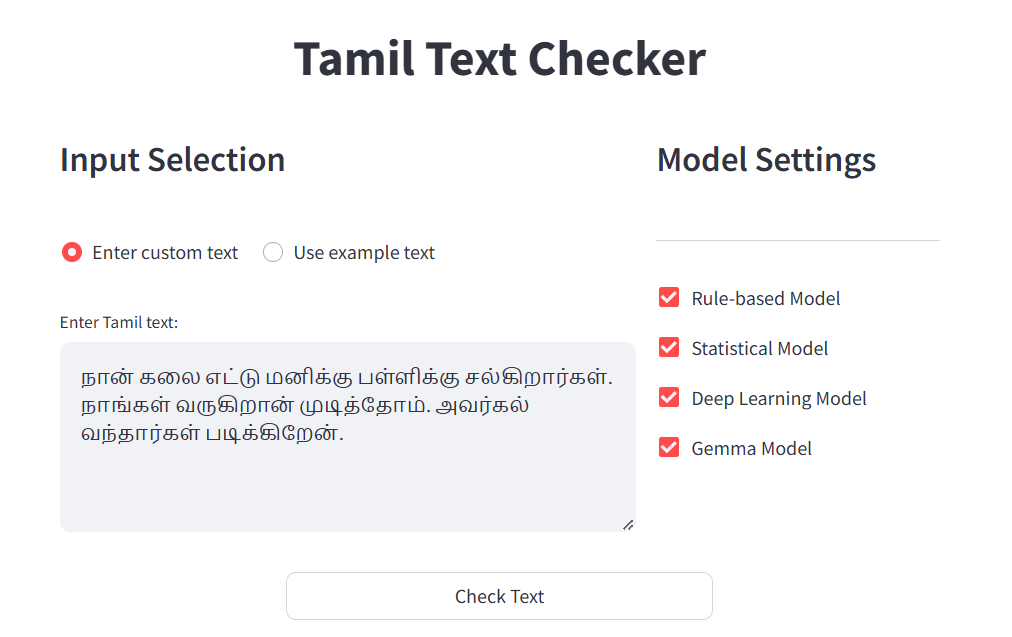 Tamil Text Checker
Input Selection
Model Settings
Enter custom text
Use example text
Enter Tamil text:
நான் கலை எட்டு மனிக்கு பள்ளிக்கு சல்கிறார்கள்.
நாங்கள் வருகிறான் முடித்தோம். அவர்கல்
வந்தார்கள் படிக்கிறேன்.
Rule-based Model
Statistical Model
Deep Learning Model
Gemma Model
Check Text